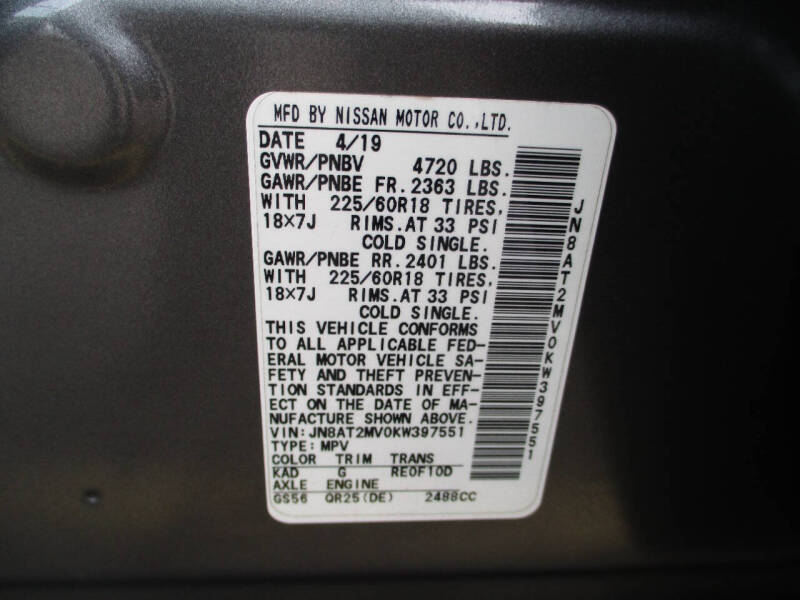 MFD BY NISSAN MOTOR CO.,LTD.
DATE 4/19
GVWR/PNBV 4720 LBS.
GAWR/PNBE FR. 2363 LBS.
WITH 225/60R18 TIRES,
18×7J RIMS.AT 33 PSI
COLD SINGLE.
GAWR/PNBE RR. 2401 LBS.
WITH 225/60R18 TIRES,
18×7J RIMS.AT 33 PSI
COLD SINGLE.
THIS VEHICLE CONFORMS
TO ALL APPLICABLE FED-
ERAL MOTOR VEHICLE SA-
FETY AND THEFT PREVEN-
TION STANDARDS IN EFF-
ECT ON THE DATE OF MA-
NUFACTURE SHOWN ABOVE.
VIN: JN8AT2MV0KW397551
TYPE: MPV
COLOR TRIM TRANS
KAD G RE0F10D
AXLE ENGINE
GS56 QR25(DE) 2488CC
JN8AT2MV0KW397551